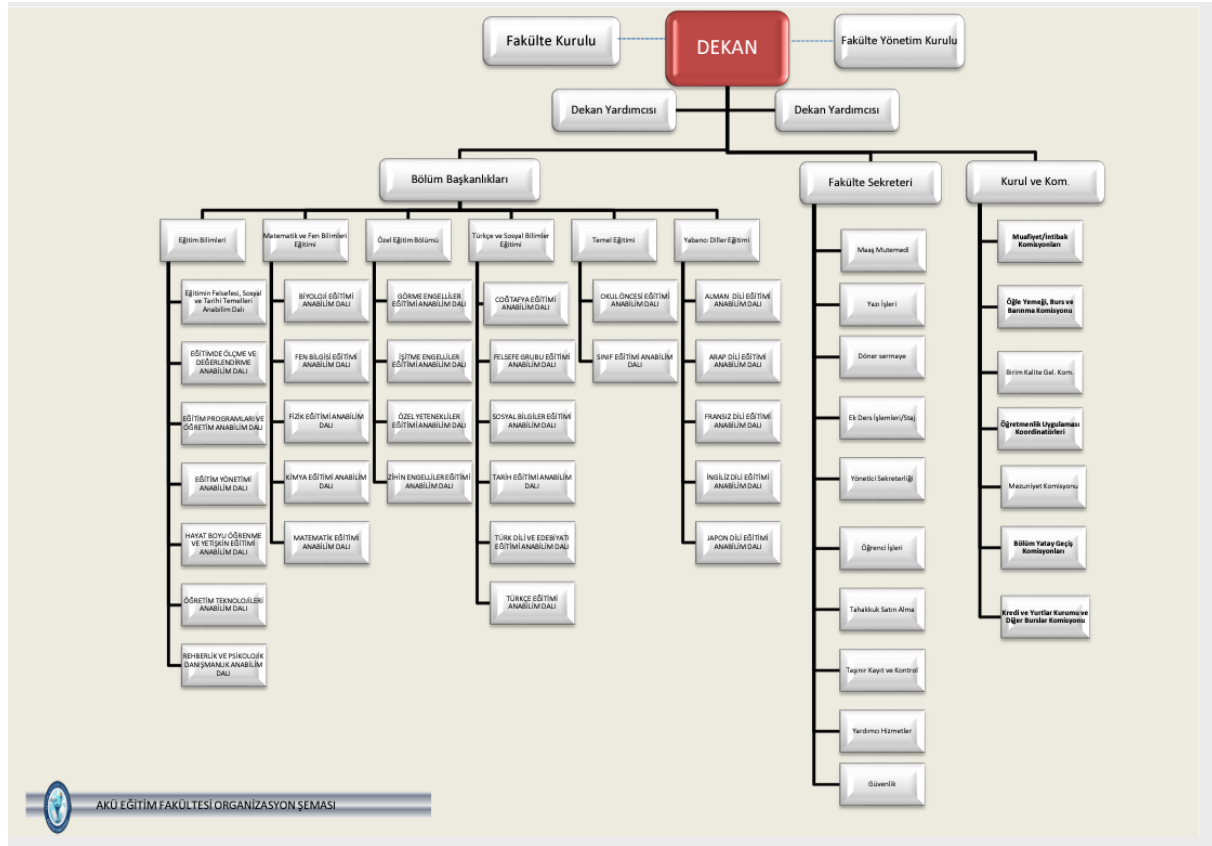 Fakülte Kurulu
DEKAN
Fakülte Yönetim Kurulu
Dekan Yardımcısı
Dekan Yardımcısı
Bölüm Başkanlıkları
Fakülte Sekreteri
Kurul ve Kom.
Eğitim Bilimleri
Matematik ve Fen Bilimleri
Eğitimi
Özel Eğitim Bölümü
Türkçe ve Sosyal Bilimler
Eğitimi
Temel Eğitimi
Yabancı Diller Eğitimi
Eğitimin Felsefesi, Sosyal
ve Tarihi Temelleri
Anabilim Dalı
EĞİTİMDE ÖLÇME VE
DEĞERLENDİRME
ANABİLİM DALI
EĞİTİM PROGRAMLARI VE
ÖĞRETİM ANABİLİM DALI
EĞİTİM YÖNETİMİ
ANABİLİM DALI
HAYAT BOYU ÖĞRENME
VE YETİŞKİN EĞİTİMİ
ANABİLİM DALI
ÖĞRETİM TEKNOLOJİLERİ
ANABİLİM DALI
REHBERLİK VE PSİKOLOJİK
DANIŞMANLIK ANABİLİM
DALI
BİYOLOJİ EĞİTİMİ
ANABİLİM DALI
FEN BİLGİSİ EĞİTİMİ
ANABİLİM DALI
FİZİK EĞİTİMİ ANABİLİM
DALI
KİMYA EĞİTİMİ ANABİLİM
DALI
MATEMATİK EĞİTİMİ
ANABİLİM DALI
GÖRME ENGELLİLER
EĞİTİMİ ANABİLİM DALI
İŞİTME ENGELLİLER
EĞİTİMİ ANABİLİM DALI
ÖZEL YETENEKLİLER
EĞİTİMİ ANABİLİM DALI
ZİHİN ENGELLİLER EĞİTİMİ
ANABİLİM DALI
COĞTAFYA EĞİTİMİ
ANABİLİM DALI
FELSEFE GRUBU EĞİTİMİ
ANABİLİM DALI
SOSYAL BİLGİLER EĞİTİMİ
ANABİLİM DALI
TARİH EĞİTİMİ ANABİLİM
DALI
TÜRK DİLİ VE EDEBİYATI
EĞİTİMİ ANABİLİM DALI
TÜRKÇE EĞİTİMİ
ANABİLİM DALI
OKUL ÖNCESİ EĞİTİMİ
ANABİLİM DALI
SINIF EĞİTİMİ ANABİLİM
DALI
ALMAN DİLİ EĞİTİMİ
ANABİLİM DALI
ARAP DİLİ EĞİTİMİ
ANABİLİM DALI
FRANSIZ DİLİ EĞİTİMİ
ANABİLİM DALI
İNGİLİZ DİLİ EĞİTİMİ
ANABİLİM DALI
JAPON DİLİ EĞİTİMİ
ANABİLİM DALI
Maaş Mutemedi
Yazı İşleri
Döner sermaye
Ek Ders İşlemleri/Staj
Yönetici Sekreterliği
Öğrenci İşleri
Tahakkuk Satın Alma
Taşınır Kayıt ve Kontrol
Yardımcı Hizmetler
Güvenlik
Muafiyet/İntibak
Komisyonları
Öğle Yemeği, Burs ve
Barınma Komisyonu
Birim Kalite Gel. Kom.
Öğretmenlik Uygulaması
Koordinatörleri
Mezuniyet Komisyonu
Bölüm Yatay Geçiş
Komisyonları
Kredi ve Yurtlar Kurumu ve
Diğer Burslar Komisyonu
AKÜ EĞİTİM FAKÜLTESİ ORGANİZASYON ŞEMASI